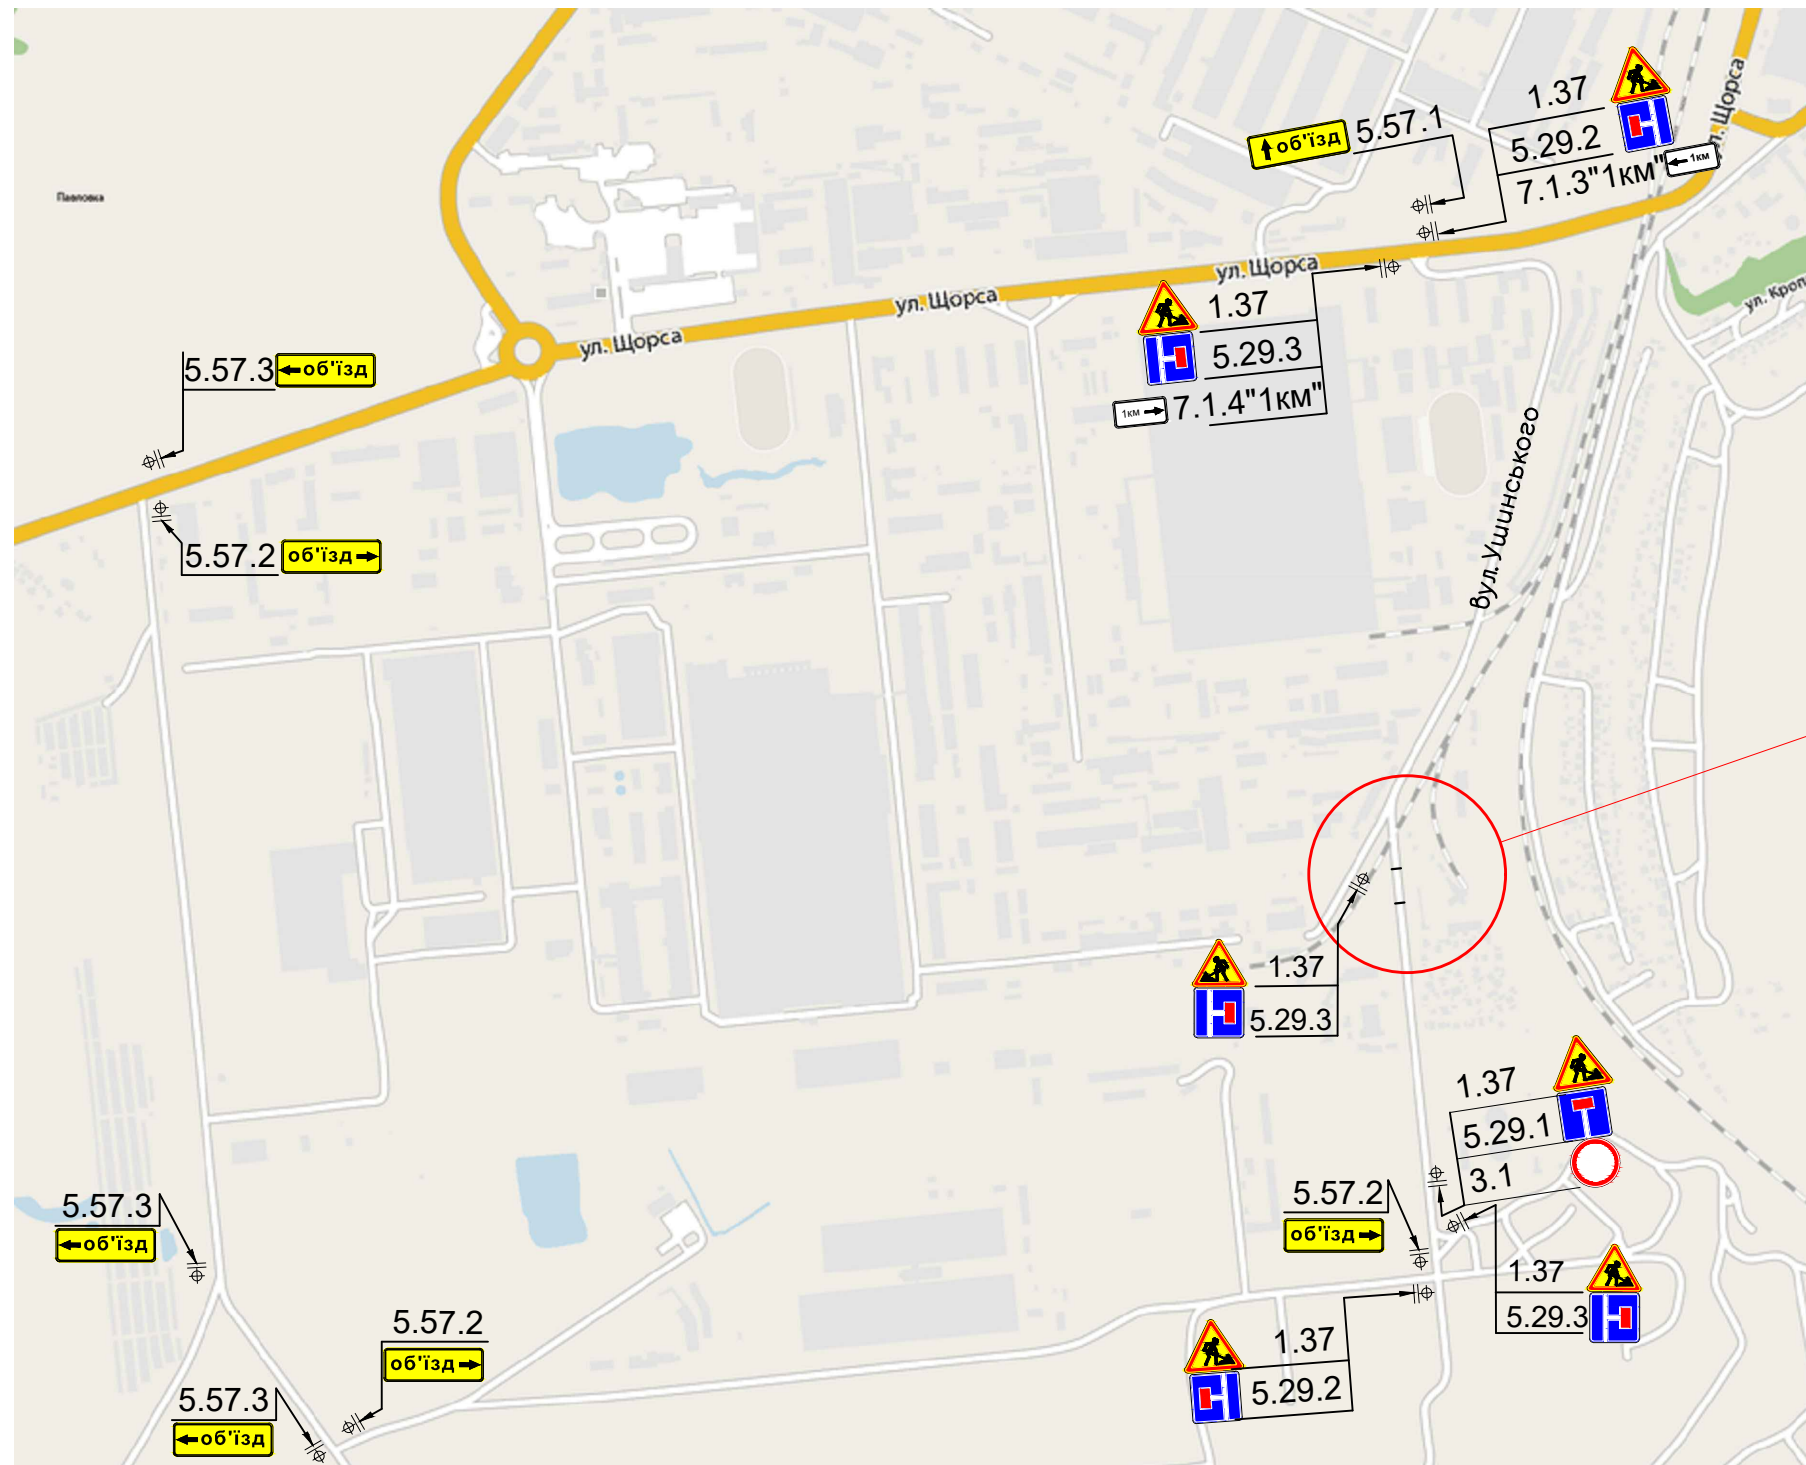 Павловка
ул. Щорса
об'їзд 5.57.1
1.37
5.29.2
7.1.3"1км" 1км
ул. Щорса
ул. Кроп
ул. Щорса
ул. Щорса
1.37
5.29.3
1км 7.1.4"1км"
5.57.3 об'їзд
5.57.2 об'їзд
вул. Ушинського
1.37
5.29.3
1.37
5.29.1
3.1
5.57.3
об'їзд
5.57.2
об'їзд
1.37
5.29.3
5.57.2
об'їзд
1.37
5.29.2
5.57.3
об'їзд